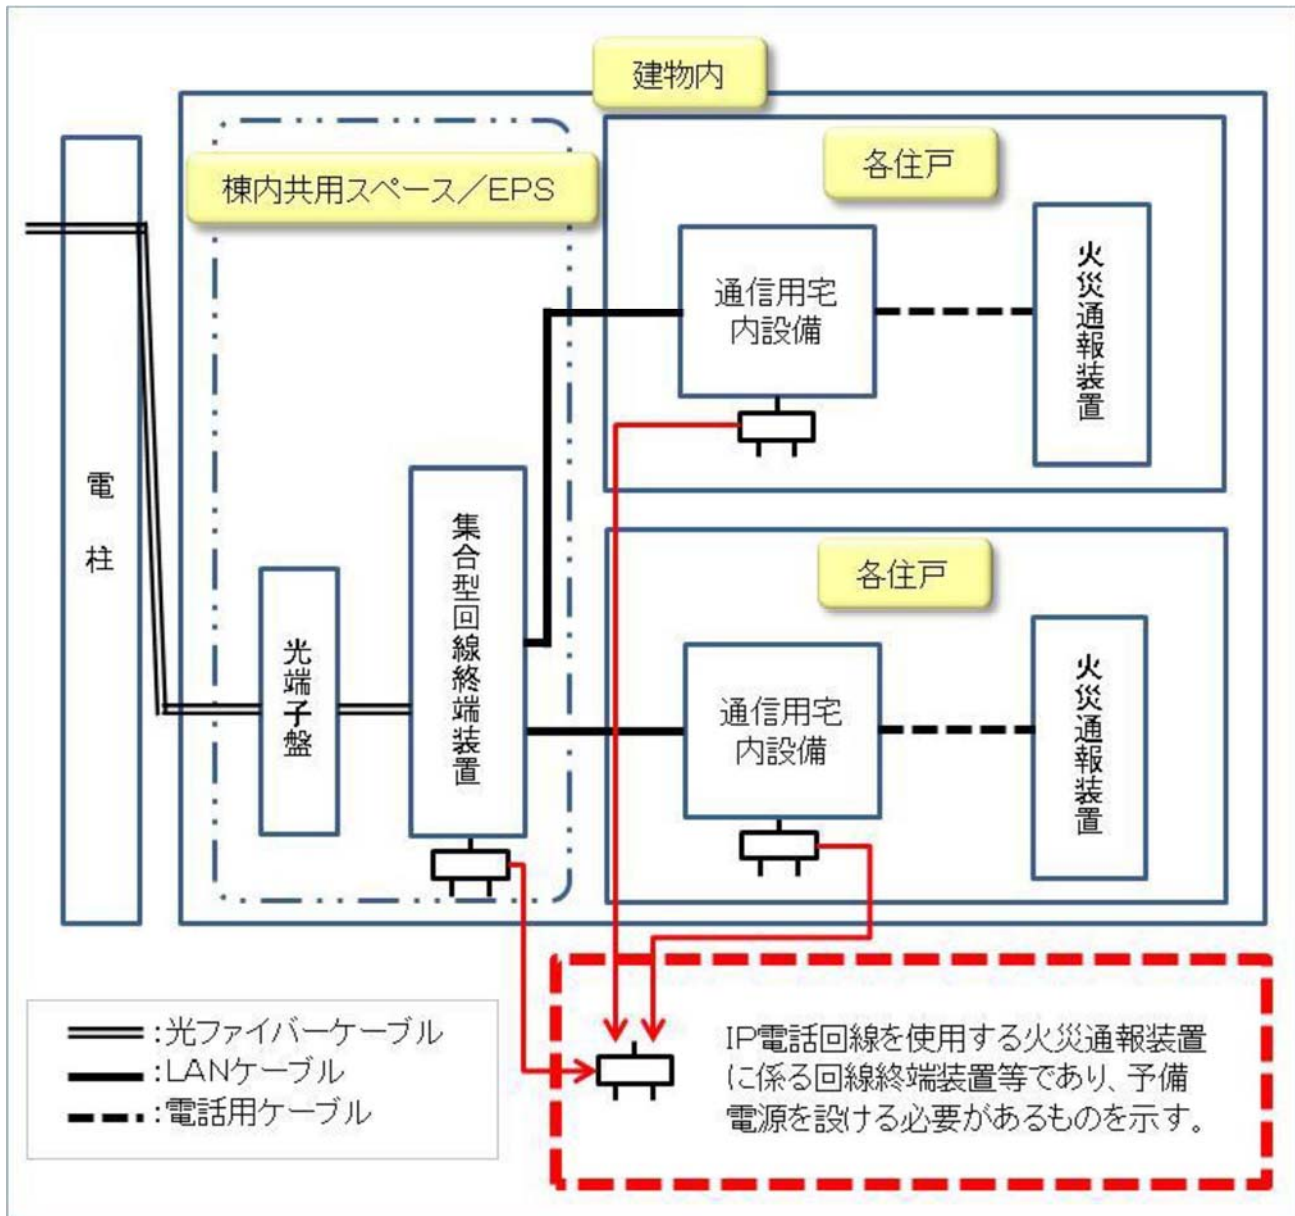 建物内
棟内共用スペース／EPS
各住戸
通信用宅
内設備
火災通報装置
電柱
集合型回線終端装置
光端子盤
各住戸
通信用宅
内設備
火災通報装置
:光ファイバーケーブル
:LANケーブル
:電話用ケーブル
IP電話回線を使用する火災通報装置
に係る回線終端装置等であり、予備
電源を設ける必要があるものを示す。